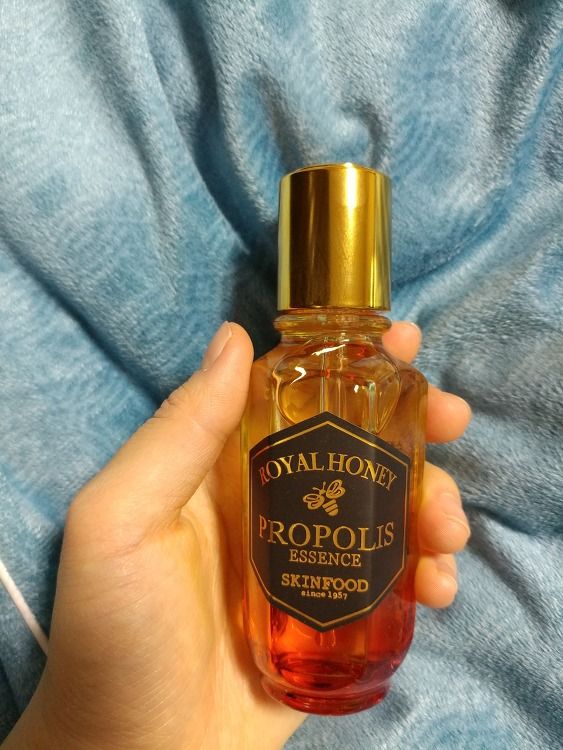 ROYAL HONEY
PROPOLIS
ESSENCE
SKINFOOD
since 1957